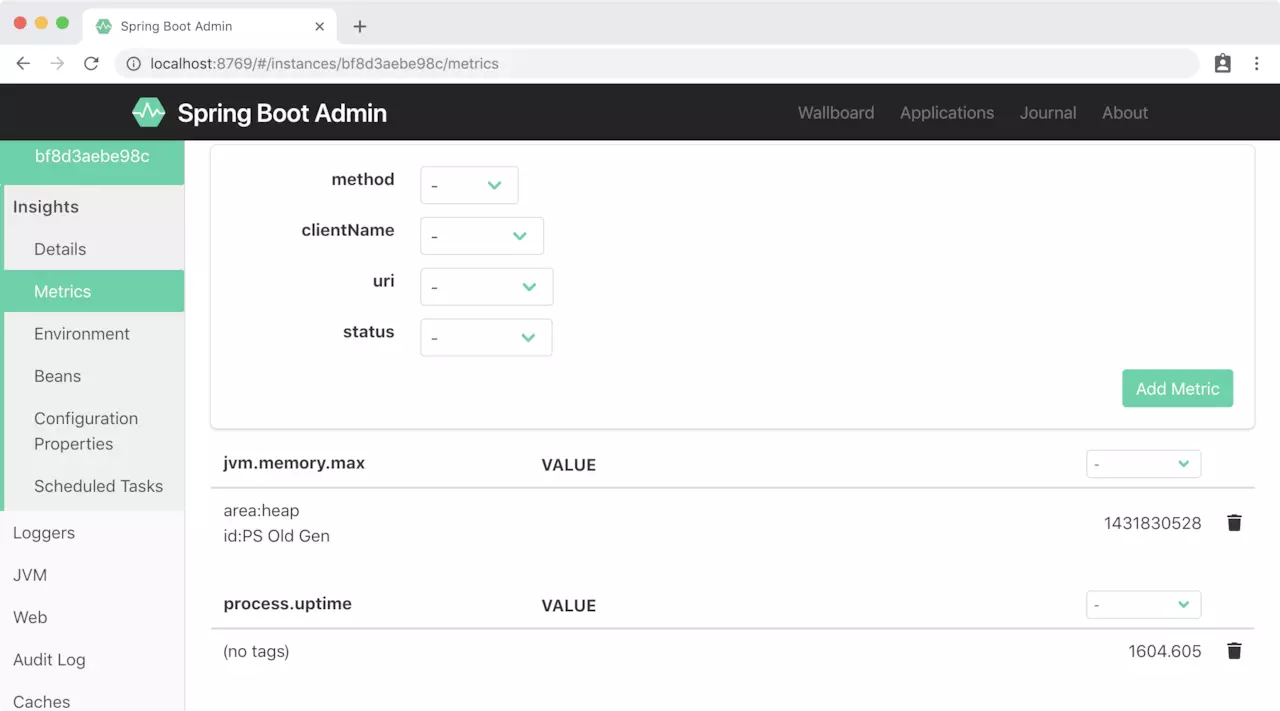 Spring Boot Admin
localhost:8769/#/instances/bf8d3aebe98c/metrics
Spring Boot Admin
Wallboard Applications Journal About
bf8d3aebe98c
Insights
Details
Metrics
Environment
Beans
Configuration
Properties
Scheduled Tasks
Loggers
JVM
Web
Audit Log
Caches
method -
clientName -
uri -
status -
Add Metric
jvm.memory.max VALUE -
area:heap
id:PS Old Gen
1431830528
process.uptime VALUE -
(no tags) 1604.605